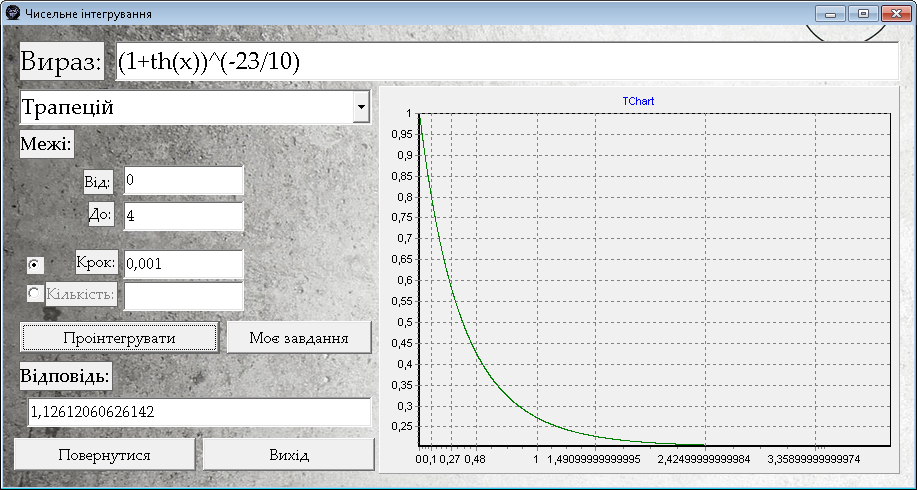 Чисельне інтегрування
Вираз: (1+th(x))^(-23/10)
Трапецій
Межі:
Від: 0
До: 4
Крок: 0,001
Кількість:
Проінтегрувати Моє завдання
Відповідь:
1,12612060626142
Повернутися Вихід
TChart
1
0,95
0,9
0,85
0,8
0,75
0,7
0,65
0,6
0,55
0,5
0,45
0,4
0,35
0,3
0,25
0 0,1 0,27 0,48 1 1,49099999999995 2,42499999999984 3,35899999999974